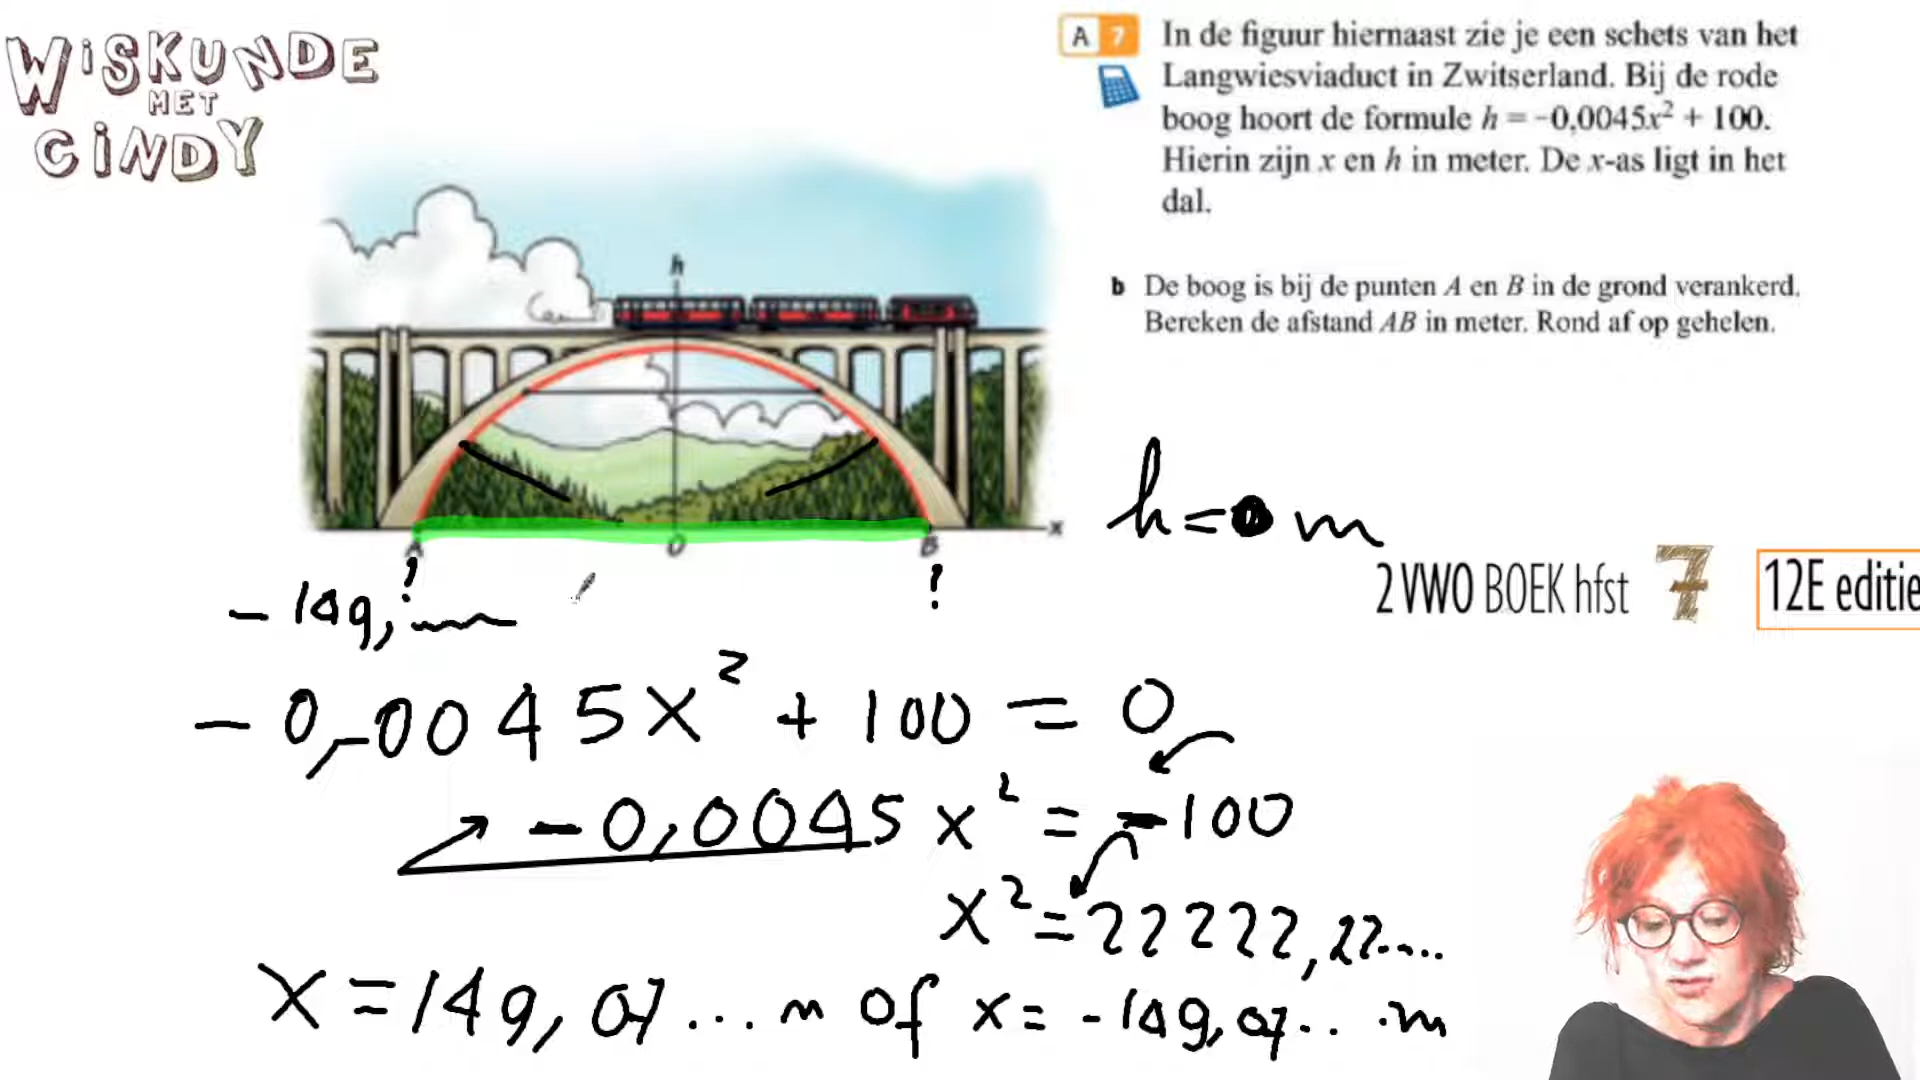 WiSKUNDE
MET
CiNDY
A 7
In de figuur hiernaast zie je een schets van het
Langwiesviaduct in Zwitserland. Bij de rode
boog hoort de formule h = −0,0045x² + 100.
Hierin zijn x en h in meter. De x-as ligt in het
dal.
b De boog is bij de punten A en B in de grond verankerd.
Bereken de afstand AB in meter. Rond af op gehelen.
h
x
A O B
? ?
h = 0 m
2 VWO BOEK hfst 7 12E editie
- 149,
- 0,0045x² + 100 = 0
- 0,0045x² = -100
x² = 22222,22....
x = 149,07... m of x = -149,07... m